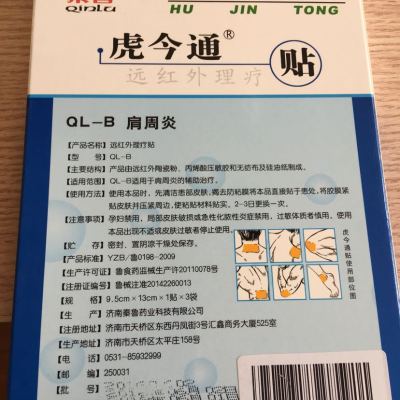 秦鲁
qinlu
HU JIN TONG
虎今通®
远红外理疗
贴
QL-B 肩周炎
【产品名称】远红外理疗贴
【型 号】QL-B
【主要结构】产品由远红外陶瓷粉、丙烯酸压敏胶和无纺布及硅油纸制成。
【适用范围】QL-B适用于肩周炎的辅助治疗。
【使用方法】使用本品时，先清洁患部皮肤，揭去防粘膜将本品直接贴于患处，将胶膜紧
贴皮肤并压紧周边，使粘贴材料贴实。2-3日更换一次。
【注意事项】孕妇禁用，局部皮肤破损或急性化脓性炎症禁用，过敏体质者慎用，使用
本品出现不适或皮肤过敏者停止使用。
【贮 存】密封，置阴凉干燥处保存。
【产品标准】YZB/鲁0198-2009
【生产许可证】鲁食药监械生产许20110078号
【注册证号】鲁械注准20142260013
【规 格】9.5cm×13cm×1贴×3袋
【生 产】济南秦鲁药业科技有限公司
【注册地址】济南市天桥区东西丹凤街3号汇鑫商务大厦525室
【生产地址】济南市天桥区太平庄158号
【电 话】0531-85932999
【邮 编】250031
【批 号】
虎今通贴使用部位图